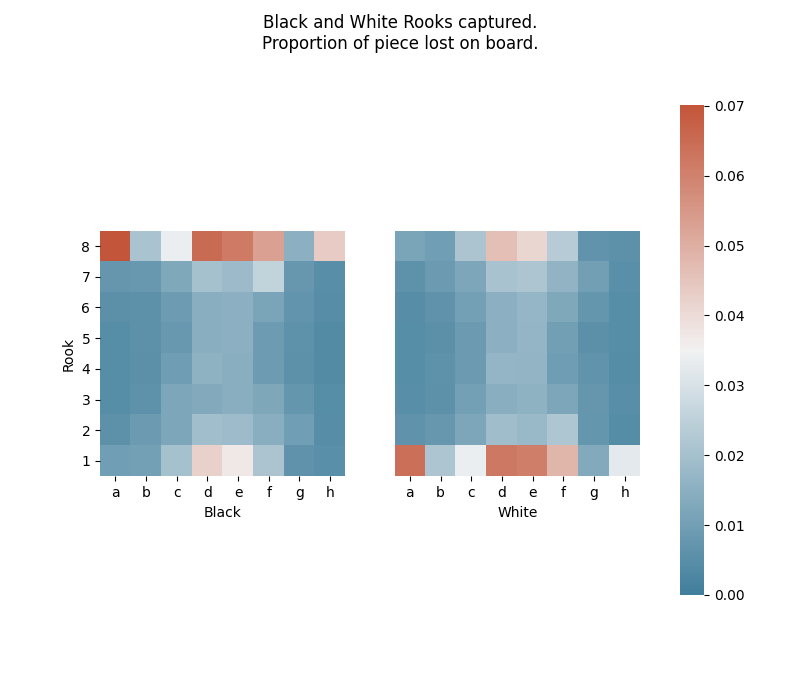 Black and White Rooks captured.
Proportion of piece lost on board.
Rook
8
7
6
5
4
3
2
1
a b c d e f g h
Black
a b c d e f g h
White
0.07
0.06
0.05
0.04
0.03
0.02
0.01
0.00